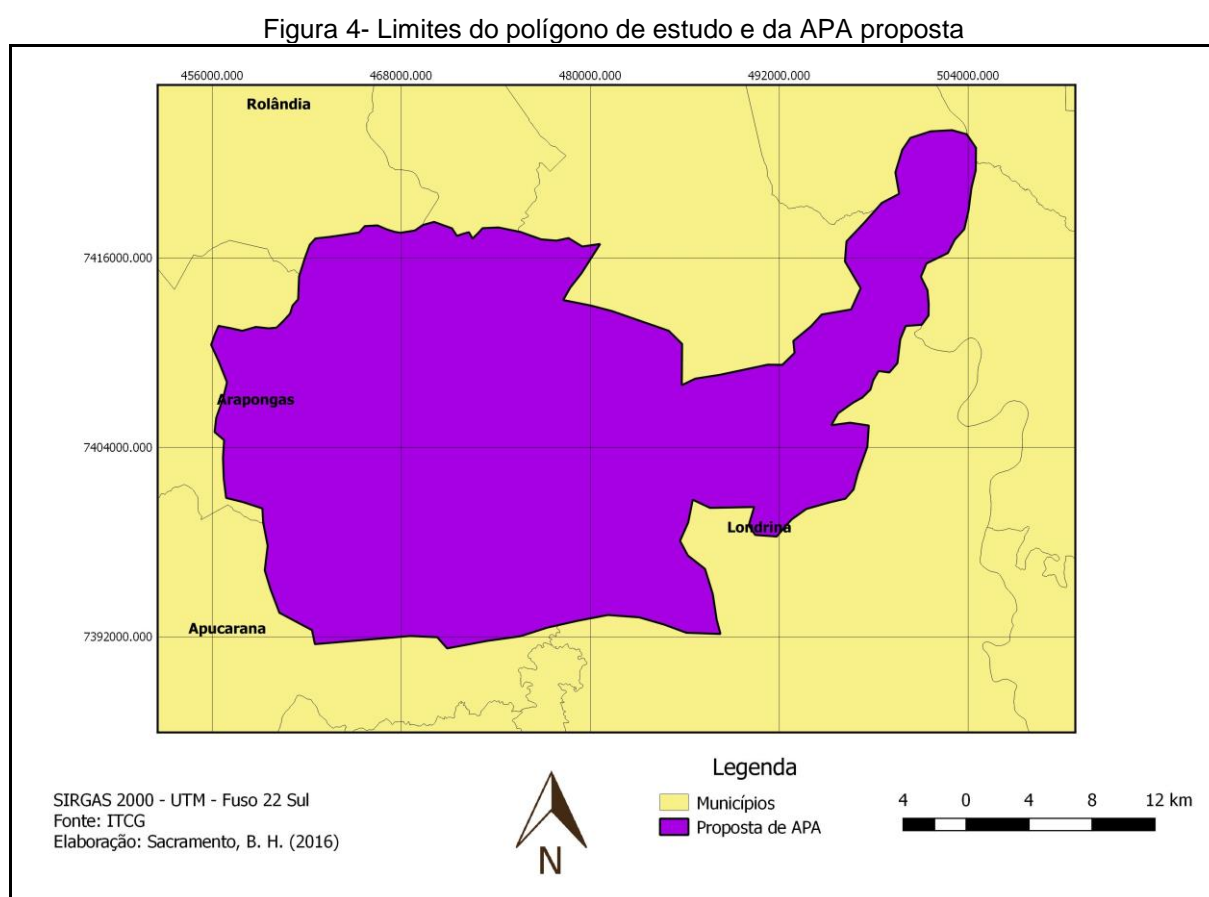 Figura 4- Limites do polígono de estudo e da APA proposta
456000.000 468000.000 480000.000 492000.000 504000.000
Rolândia
7416000.000
Arapongas
7404000.000
Londrina
Apucarana
7392000.000
Legenda
SIRGAS 2000 - UTM - Fuso 22 Sul
Fonte: ITCG
Elaboração: Sacramento, B. H. (2016)
N
Municípios
Proposta de APA
4 0 4 8 12 km